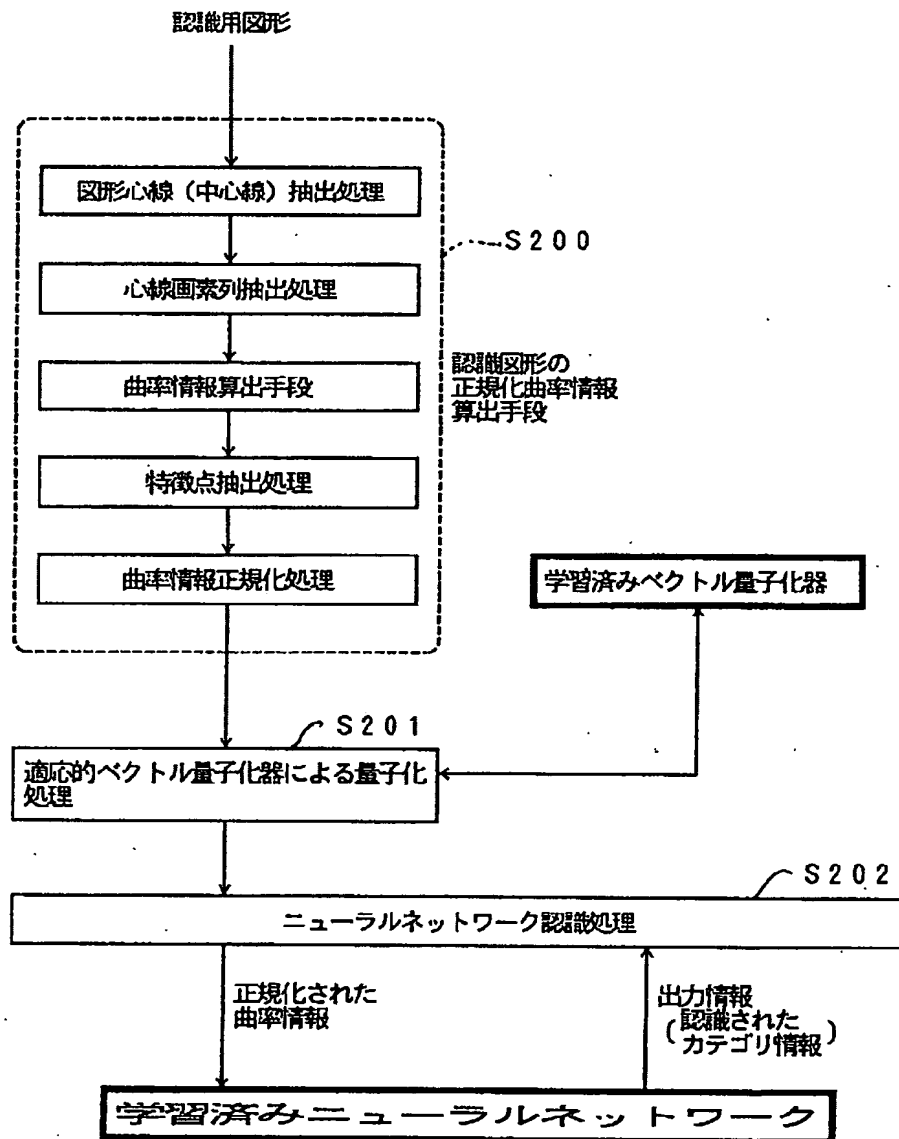 認識用図形
図形心線（中心線）抽出処理
S200
心線画素列抽出処理
認識図形の
正規化曲率情報
算出手段
曲率情報算出手段
特徴点抽出処理
曲率情報正規化処理
学習済みベクトル量子化器
S201
適応的ベクトル量子化器による量子化
処理
S202
ニューラルネットワーク認識処理
正規化された
曲率情報
出力情報
（認識された
カテゴリ情報）
学習済みニューラルネットワーク